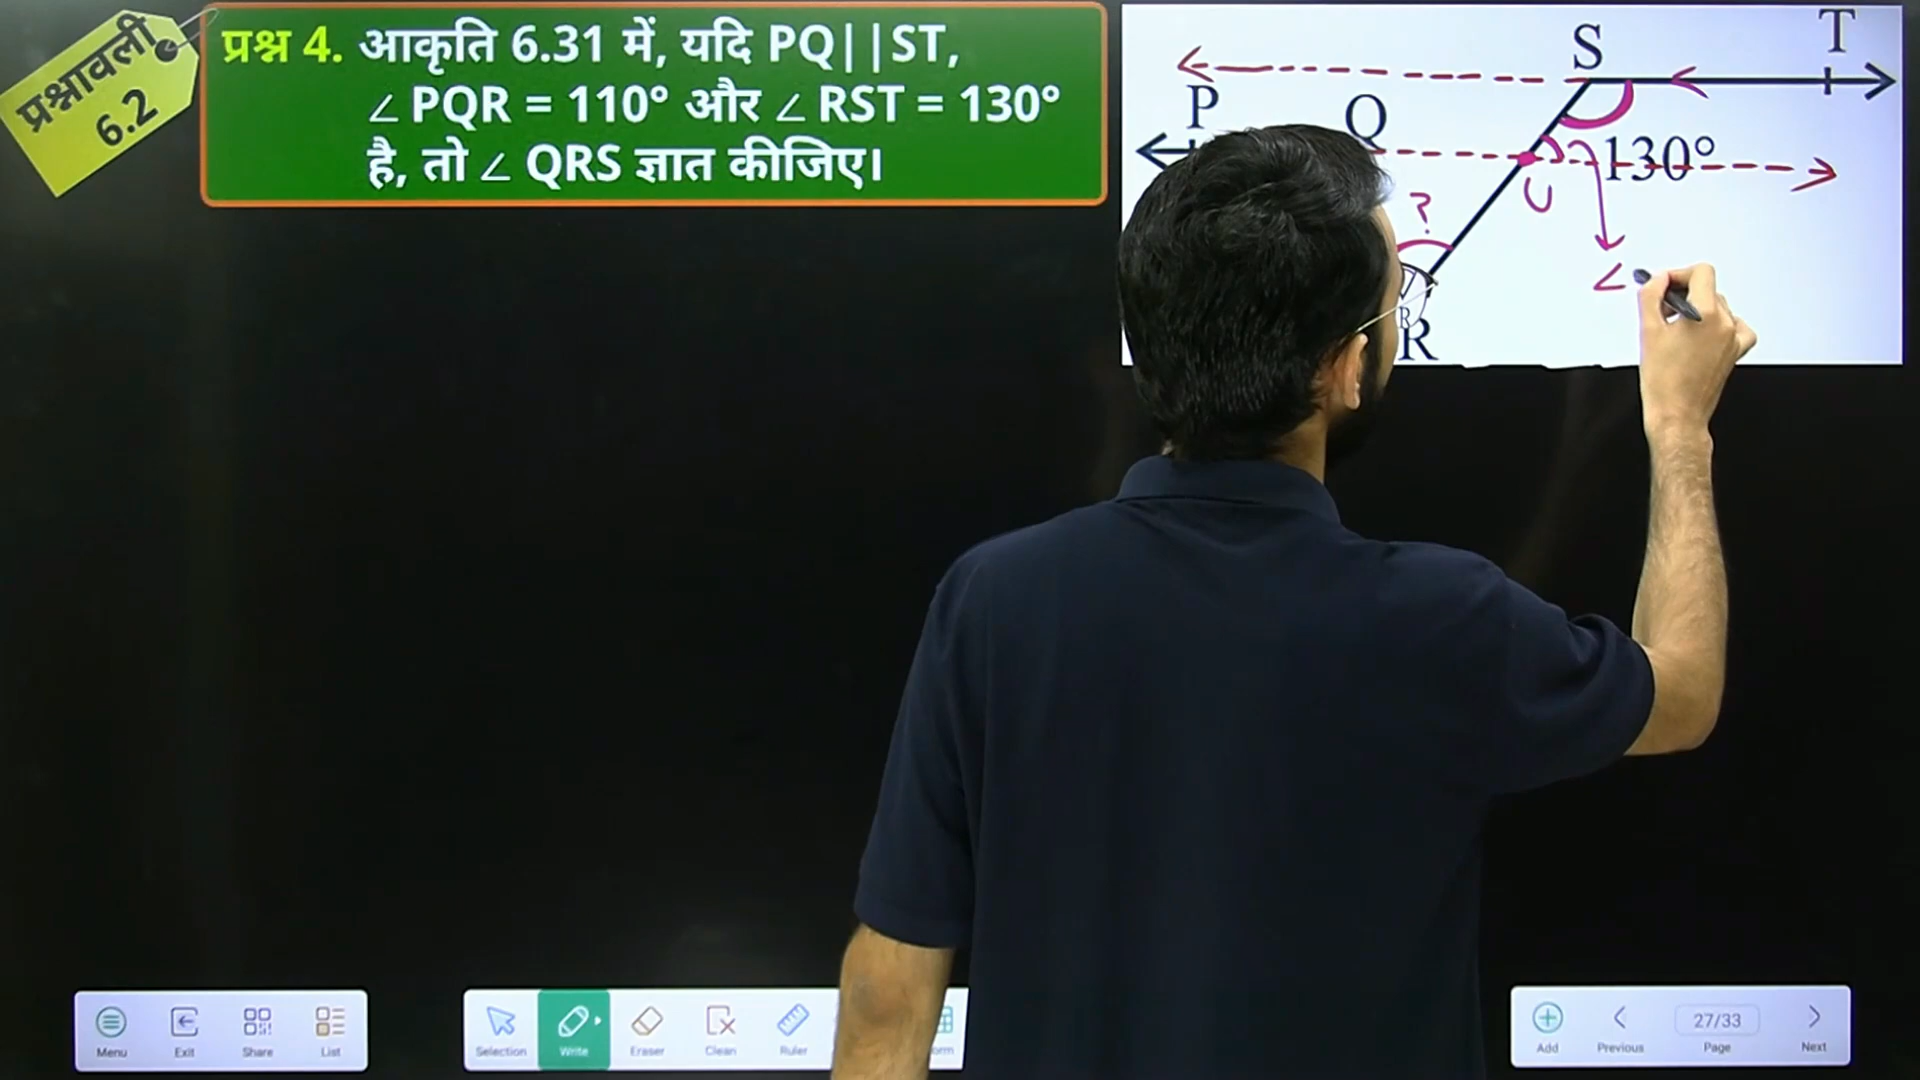 प्रश्नावली
6.2
प्रश्न 4. आकृति 6.31 में, यदि PQ||ST,
∠ PQR = 110° और ∠ RST = 130°
है, तो ∠ QRS ज्ञात कीजिए।
S
T
P
Q
130°
U
?
∠
R
R
Menu
Exit
Share
List
Selection
Write
Eraser
Clean
Ruler
Add
Previous
27/33
Page
Next